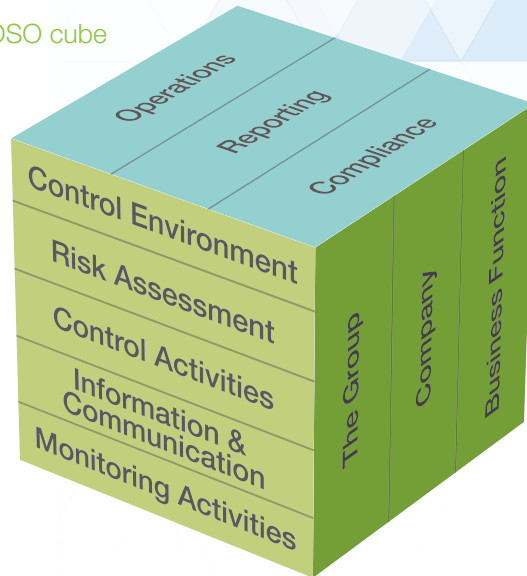 OSO cube
Operations
Reporting
Compliance
Control Environment
Risk Assessment
Control Activities
Information &
Communication
Monitoring Activities
The Group
Company
Business Function